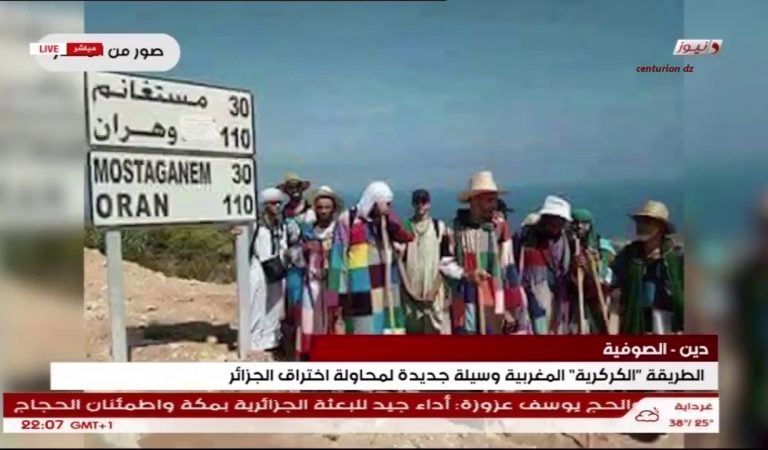 صور من
LIVE مباشر
نيوز
centurion dz
مستغانم 30
وهران 110
MOSTAGANEM 30
ORAN 110
دين - الصوفية
الطريقة "الكركرية" المغربية وسيلة جديدة لمحاولة اختراق الجزائر
والحج يوسف عزوزة: أداء جيد للبعثة الجزائرية بمكة واطمئنان الحجاج
غرداية
38°/ 25°
22:07 GMT+1